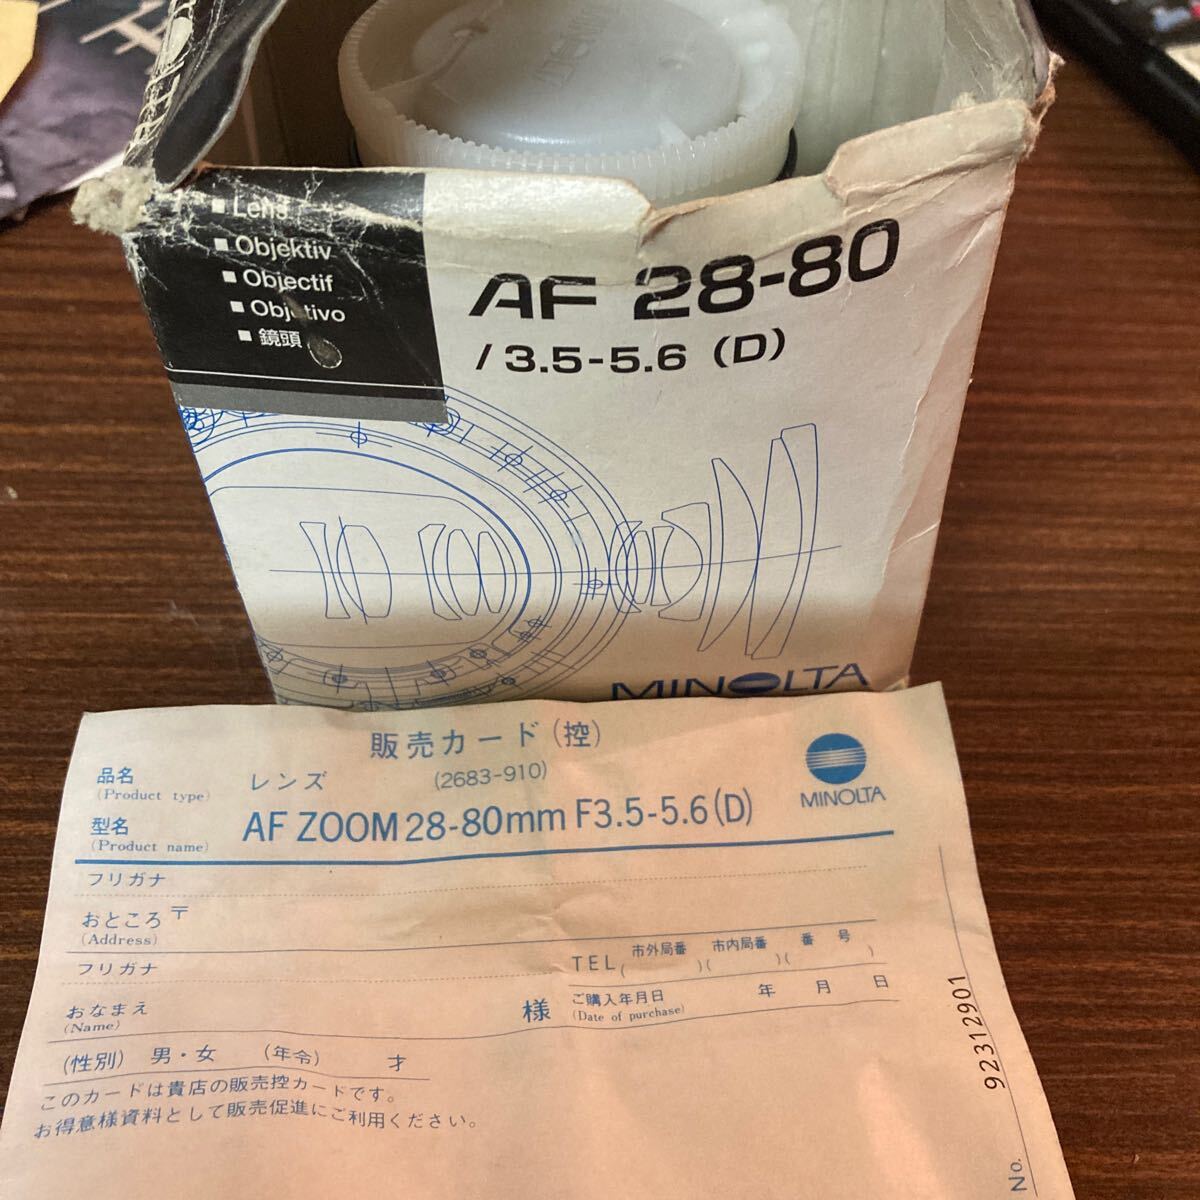 ■ Lens
■ Objektiv
■ Objectif
■ Objetivo
■ 鏡頭
AF 28-80
/3.5-5.6 (D)
MINOLTA
販売カード(控)
品名
(Product type)
レンズ
(2683-910)
MINOLTA
型名
(Product name)
AF ZOOM 28-80mm F3.5-5.6(D)
フリガナ
おところ 〒
(Address)
フリガナ
TEL( 市外局番 )( 市内局番 )( 番 号 )
おなまえ
(Name)
様
ご購入年月日
(Date of purchase)
年 月 日
(性別) 男・女 (年令) 才
このカードは貴店の販売控カードです。
お得意様資料として販売促進にご利用ください。
No. 92312901